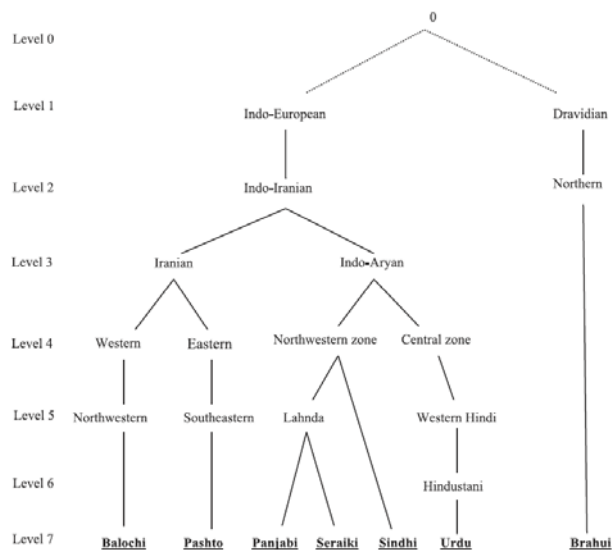 0
Level 0
Level 1 Indo-European Dravidian
Level 2 Indo-Iranian Northern
Level 3 Iranian Indo-Aryan
Level 4 Western Eastern Northwestern zone Central zone
Level 5 Northwestern Southeastern Lahnda Western Hindi
Level 6 Hindustani
Level 7 Balochi Pashto Panjabi Seraiki Sindhi Urdu Brahui